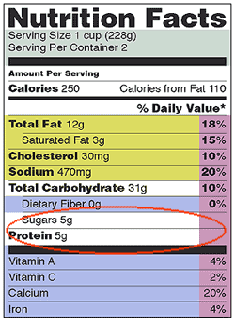 Nutrition Facts
Serving Size 1 cup (228g)
Serving Per Container 2
Amount Per Serving
Calories 250 Calories from Fat 110
% Daily Value*
Total Fat 12g 18%
Saturated Fat 3g 15%
Cholesterol 30mg 10%
Sodium 470mg 20%
Total Carbohydrate 31g 10%
Dietary Fiber 0g 0%
Sugars 5g
Protein 5g
Vitamin A 4%
Vitamin C 2%
Calcium 20%
Iron 4%